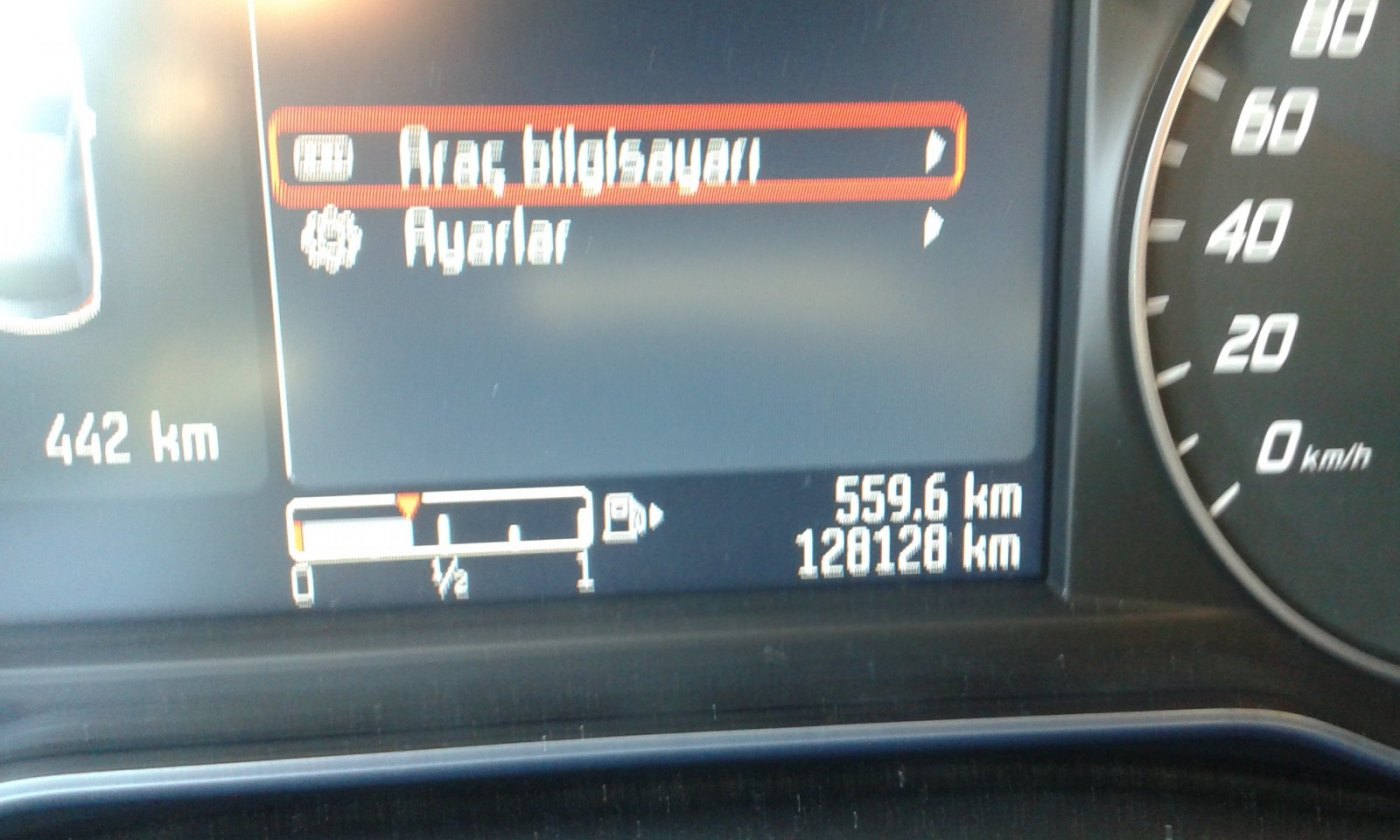 Araç bilgisayarı
Ayarlar
442 km
559.6 km
128128 km
0 1/2 1
80
60
40
20
0 km/h